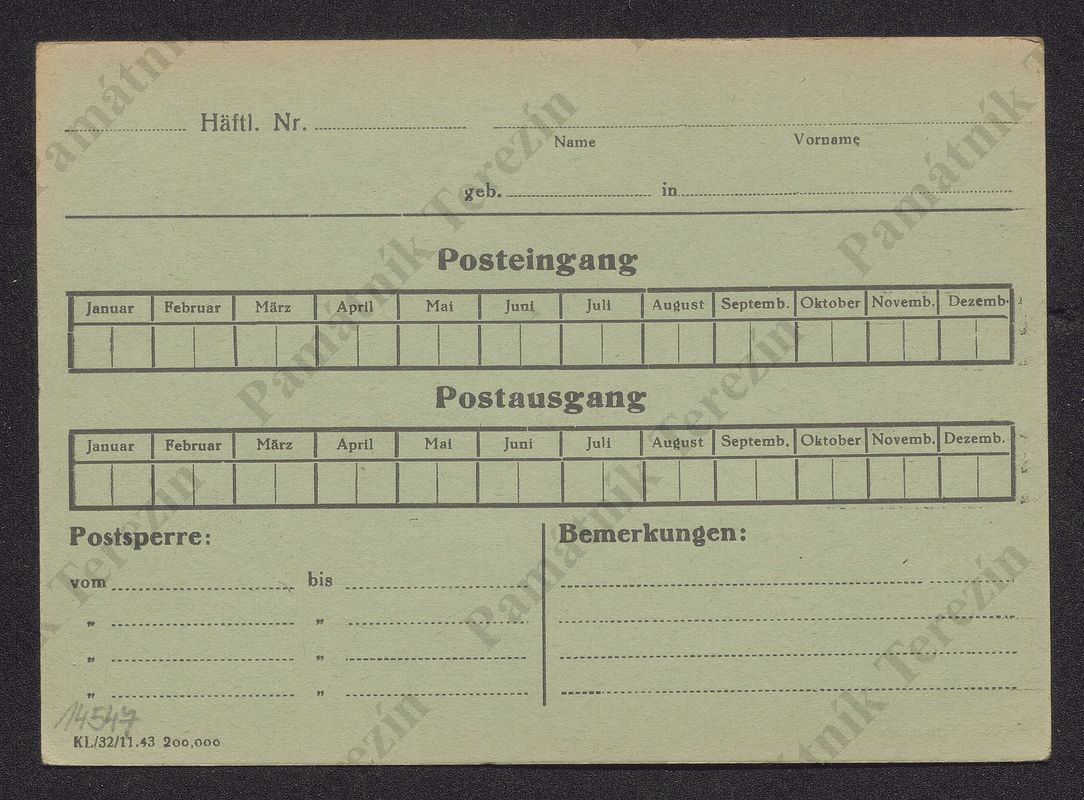 Häftl. Nr.
Name Vorname
geb. in
Posteingang
Januar Februar März April Mai Juni Juli August Septemb. Oktober Novemb. Dezemb.
Postausgang
Januar Februar März April Mai Juni Juli August Septemb. Oktober Novemb. Dezemb.
Postsperre: Bemerkungen:
vom bis
„ „
„ „
„ „
14547
KL/32/11.43 200,000
Památník Terezín